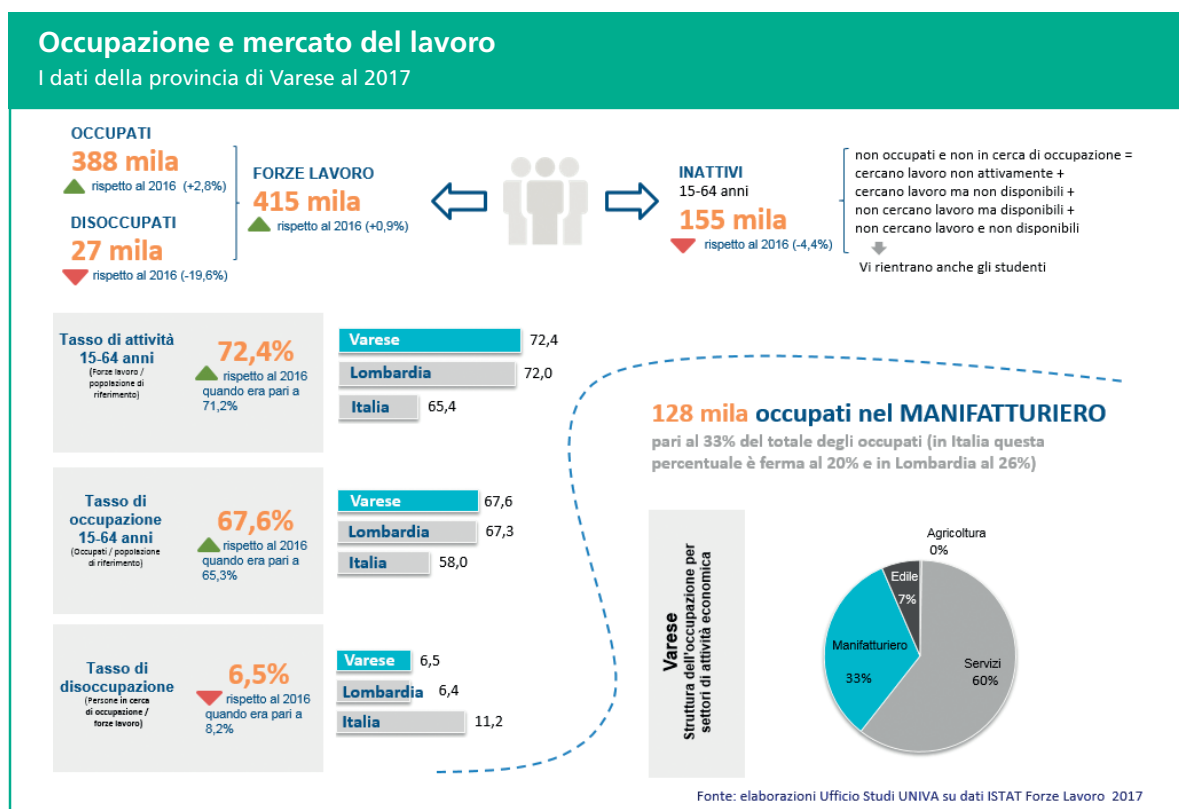 Occupazione e mercato del lavoro
I dati della provincia di Varese al 2017
OCCUPATI
388 mila
rispetto al 2016 (+2,8%)
DISOCCUPATI
27 mila
rispetto al 2016 (-19,6%)
FORZE LAVORO
415 mila
rispetto al 2016 (+0,9%)
INATTIVI
15-64 anni
155 mila
rispetto al 2016 (-4,4%)
non occupati e non in cerca di occupazione =
cercano lavoro non attivamente +
cercano lavoro ma non disponibili +
non cercano lavoro ma disponibili +
non cercano lavoro e non disponibili
Vi rientrano anche gli studenti
Tasso di attività
15-64 anni
(Forze lavoro /
popolazione di
riferimento)
72,4%
rispetto al 2016
quando era pari a
71,2%
Varese 72,4
Lombardia 72,0
Italia 65,4
Tasso di
occupazione
15-64 anni
(Occupati / popolazione
di riferimento)
67,6%
rispetto al 2016
quando era pari a
65,3%
Varese 67,6
Lombardia 67,3
Italia 58,0
Tasso di
disoccupazione
(Persone in cerca
di occupazione /
forze lavoro)
6,5%
rispetto al 2016
quando era pari a
8,2%
Varese 6,5
Lombardia 6,4
Italia 11,2
128 mila occupati nel MANIFATTURIERO
pari al 33% del totale degli occupati (in Italia questa
percentuale è ferma al 20% e in Lombardia al 26%)
Varese
Struttura dell'occupazione per
settori di attività economica
Agricoltura
0%
Edile
7%
Manifatturiero
33%
Servizi
60%
Fonte: elaborazioni Ufficio Studi UNIVA su dati ISTAT Forze Lavoro 2017